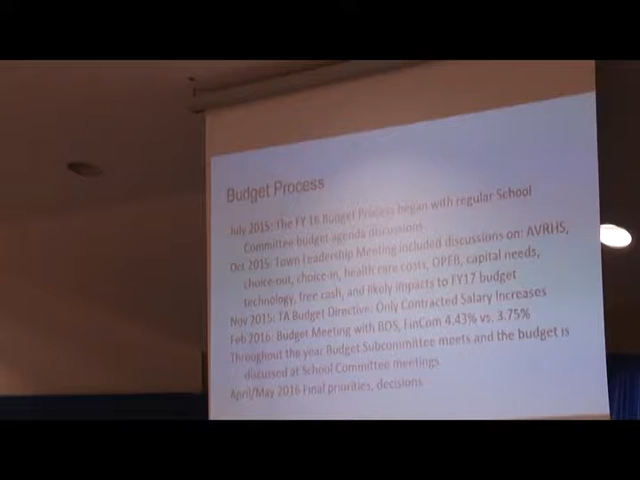 Budget Process
July 2015: The FY 16 Budget Process began with regular School
Committee budget agenda discussions.
Oct 2015: Town Leadership Meeting included discussions on: AVRHS,
choice-out, choice-in, health care costs, OPEB, capital needs,
technology, free cash, and likely impacts to FY17 budget
Nov 2015: TA Budget Directive: Only Contracted Salary Increases
Feb 2016: Budget Meeting with BOS, FinCom 4.43% vs. 3.75%
Throughout the year Budget Subcommittee meets and the budget is
discussed at School Committee meetings.
April/May 2016 Final priorities, decisions.